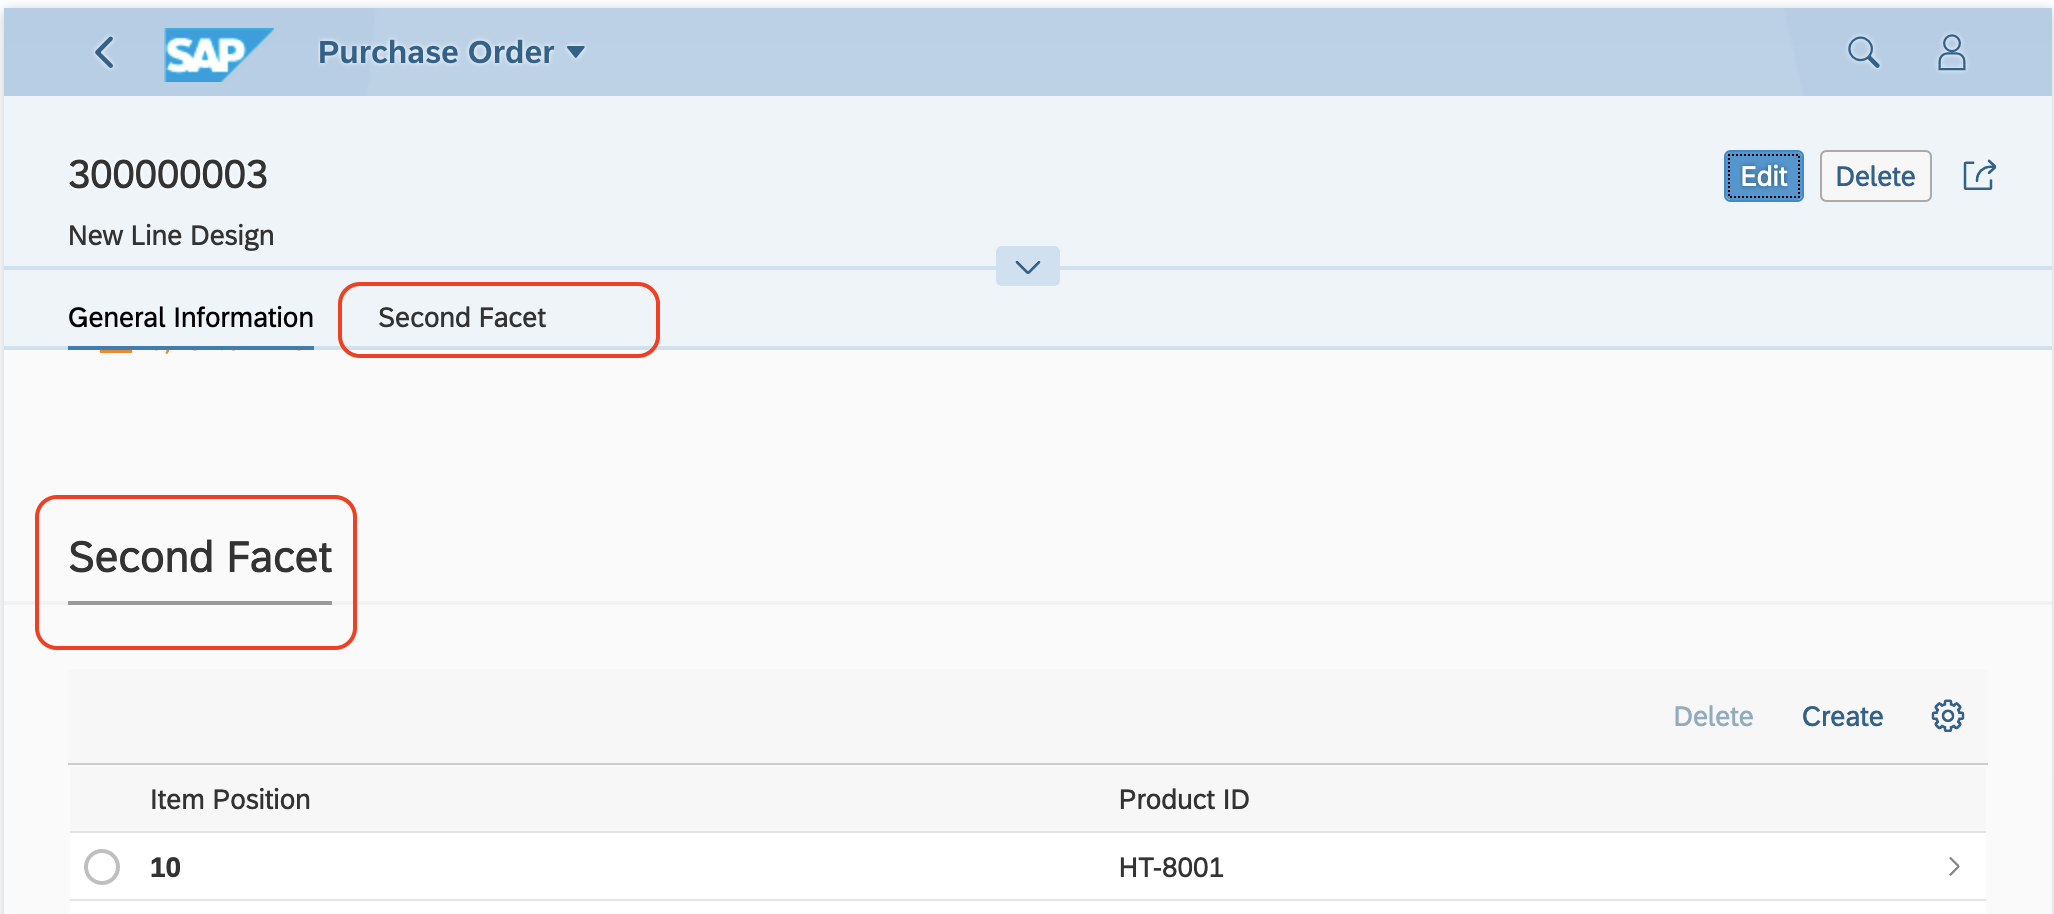 SAP Purchase Order
300000003
Edit Delete
New Line Design
General Information Second Facet
Second Facet
Delete Create
Item Position Product ID
10 HT-8001